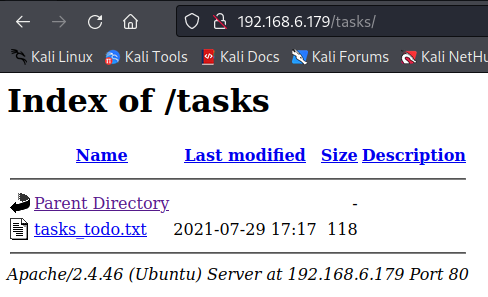 192.168.6.179/tasks/
Kali Linux Kali Tools Kali Docs Kali Forums Kali NetHu
Index of /tasks
Name Last modified Size Description
Parent Directory -
tasks_todo.txt 2021-07-29 17:17 118
Apache/2.4.46 (Ubuntu) Server at 192.168.6.179 Port 80